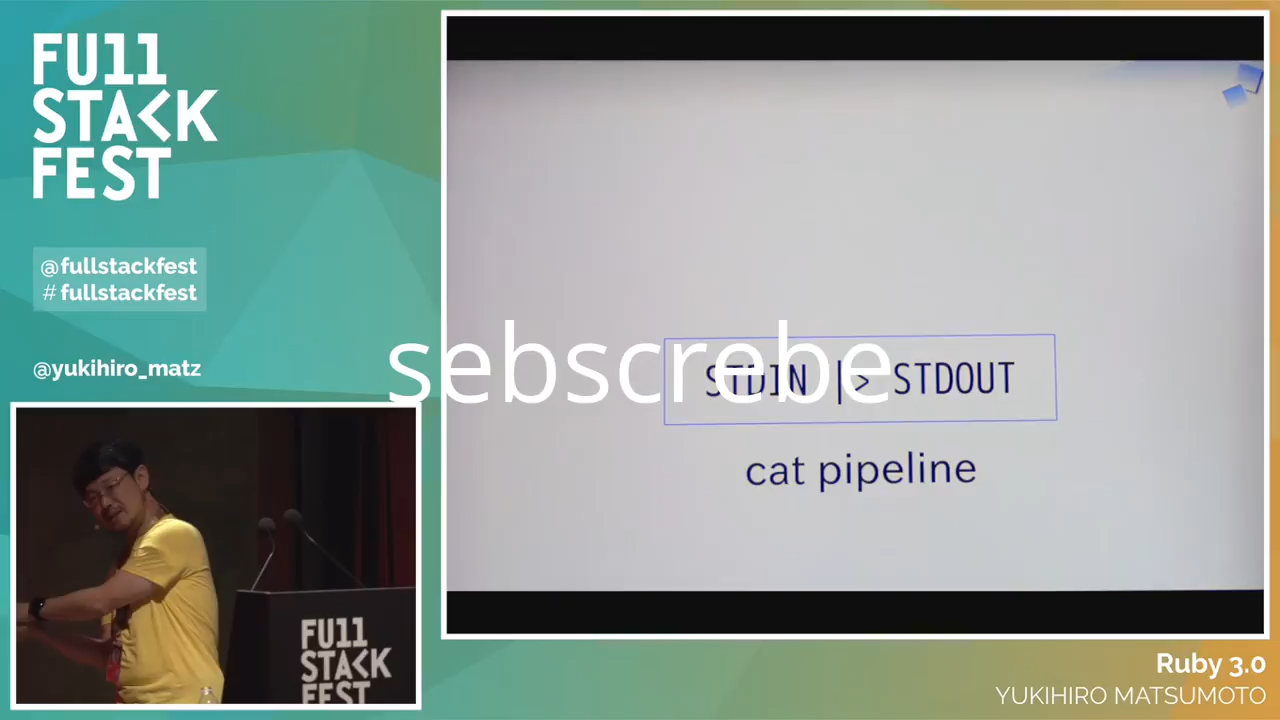 FU11
STACK
FEST
@fullstackfest
# fullstackfest
@yukihiro_matz
sebscrebe
STDIN |> STDOUT
cat pipeline
FU11
STACK
FEST
Ruby 3.0
YUKIHIRO MATSUMOTO